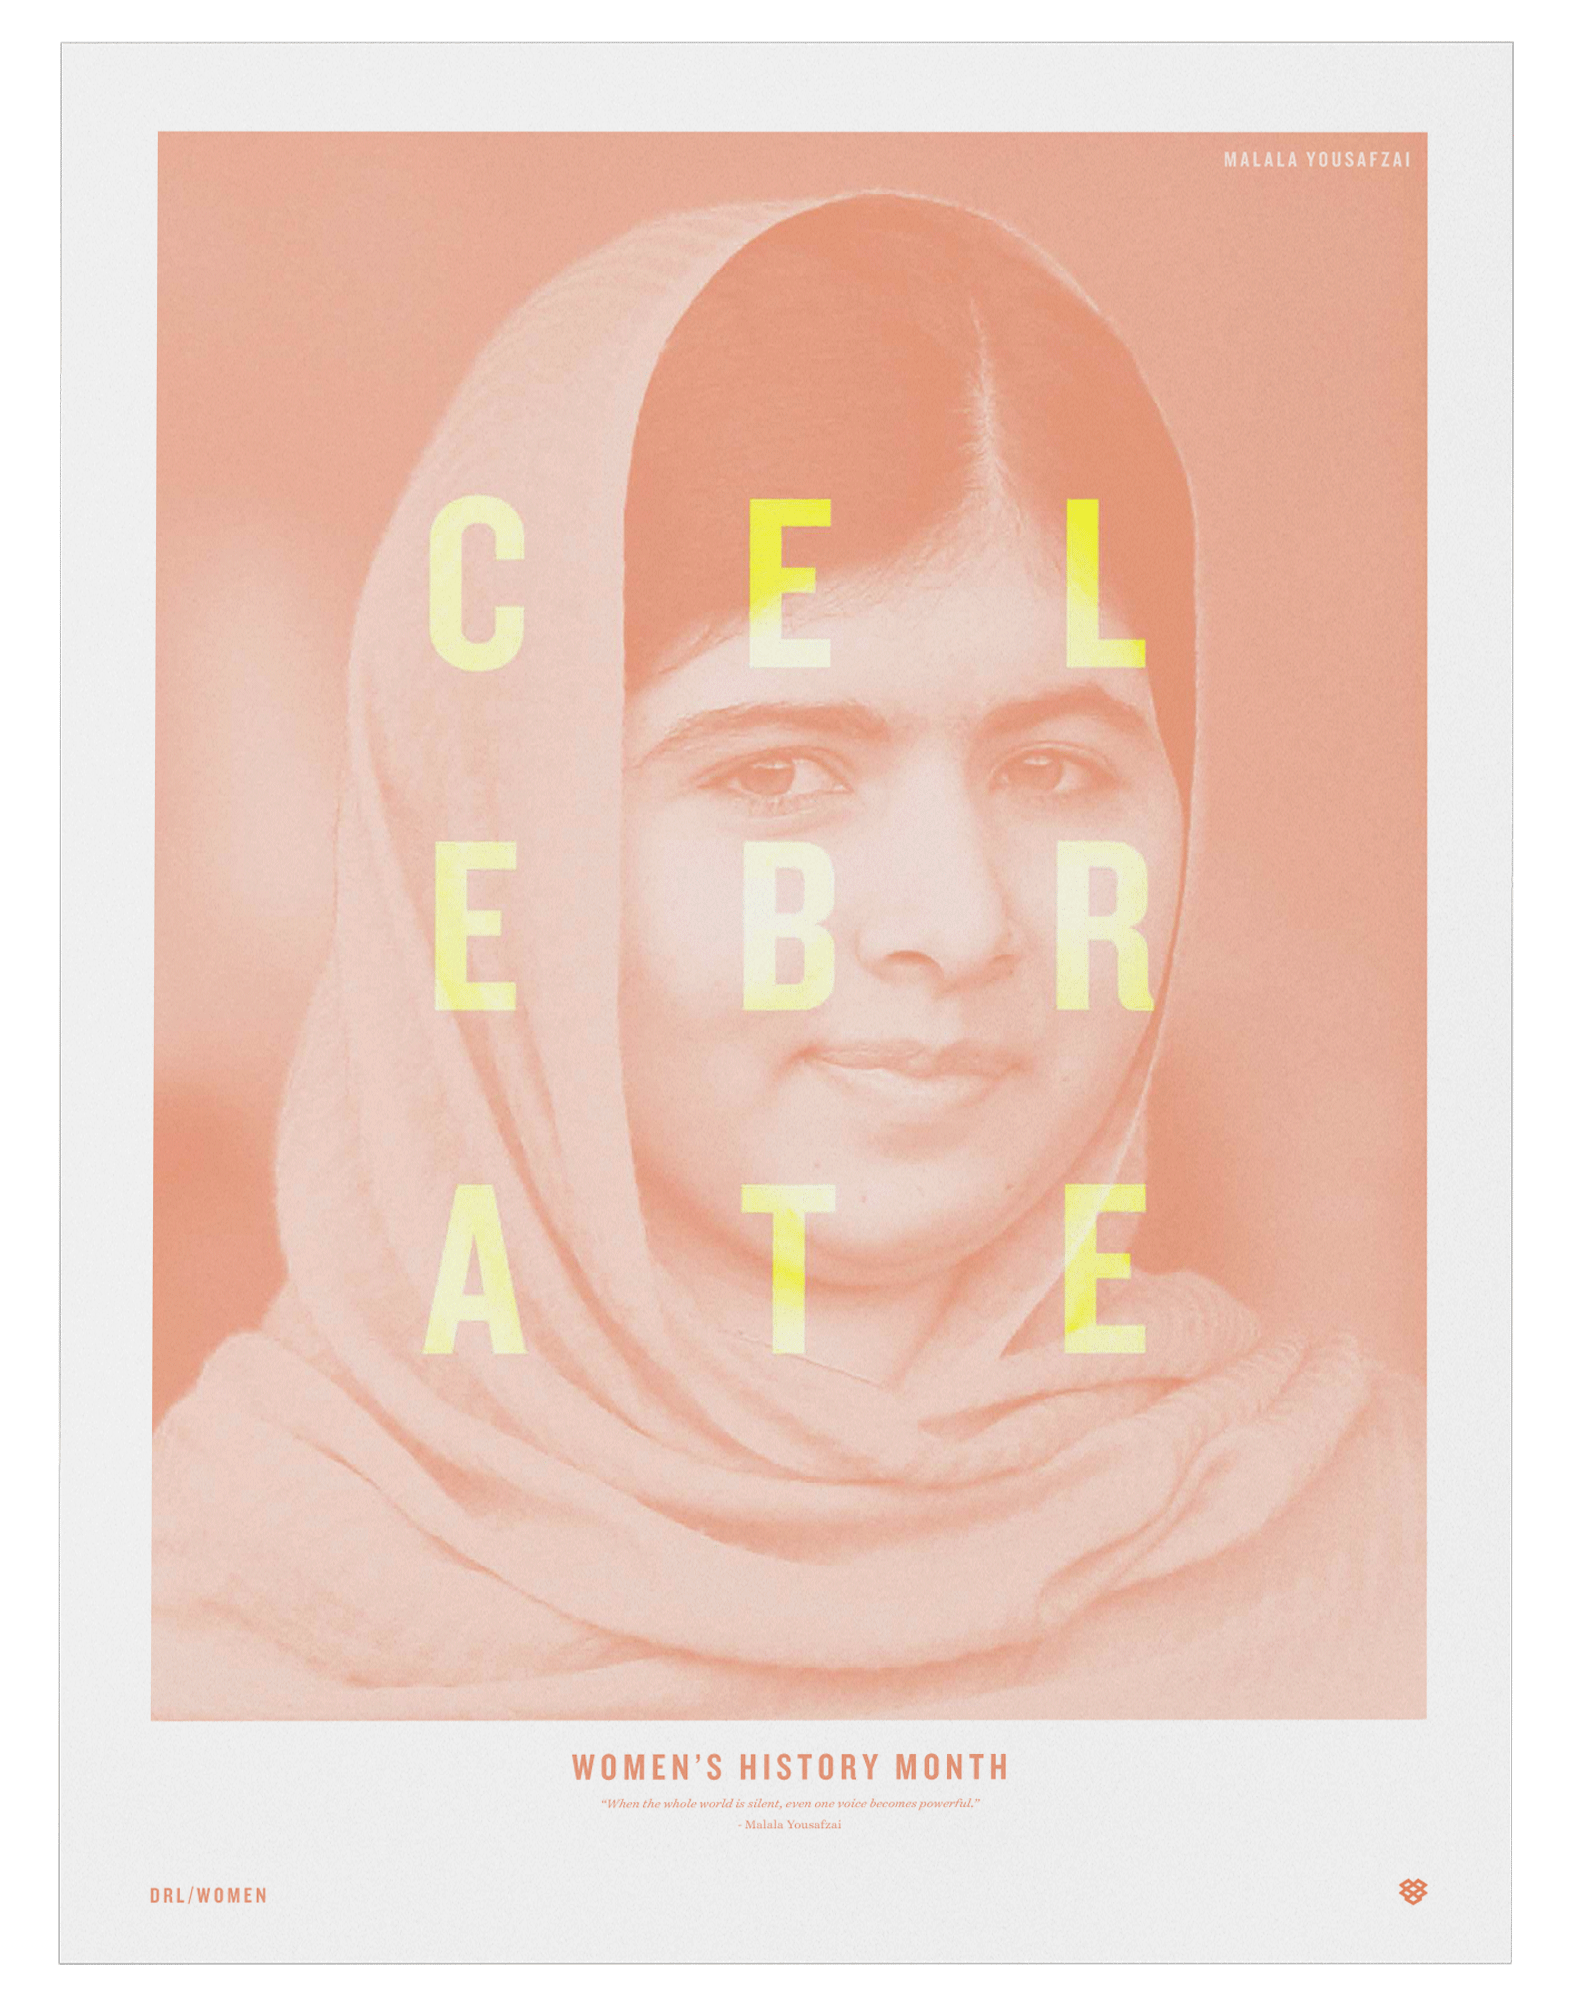 MALALA YOUSAFZAI
C E L
E B R
A T E
WOMEN’S HISTORY MONTH
“When the whole world is silent, even one voice becomes powerful.”
- Malala Yousafzai
DRL/WOMEN